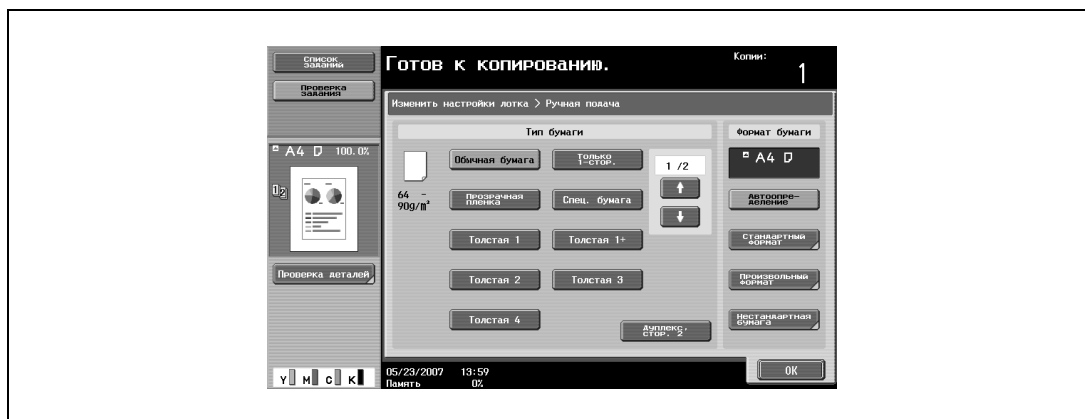 Список
задания
Проверка
задания
A4 100.0%
12
Проверка деталей
Y M C K
Готов к копированию.
Копии:
1
Изменить настройки лотка > Ручная подача
Тип бумаги
64 -
90g/m²
Обычная бумага
Только
1-стор.
Прозрачная
пленка
Спец. бумага
Толстая 1
Толстая 1+
Толстая 2
Толстая 3
Толстая 4
Дуплекс.
стор. 2
1 /2
Формат бумаги
A4
Автоопре-
деление
Стандартный
формат
Произвольный
формат
Нестандартная
бумага
05/23/2007 13:59
Память 0%
OK